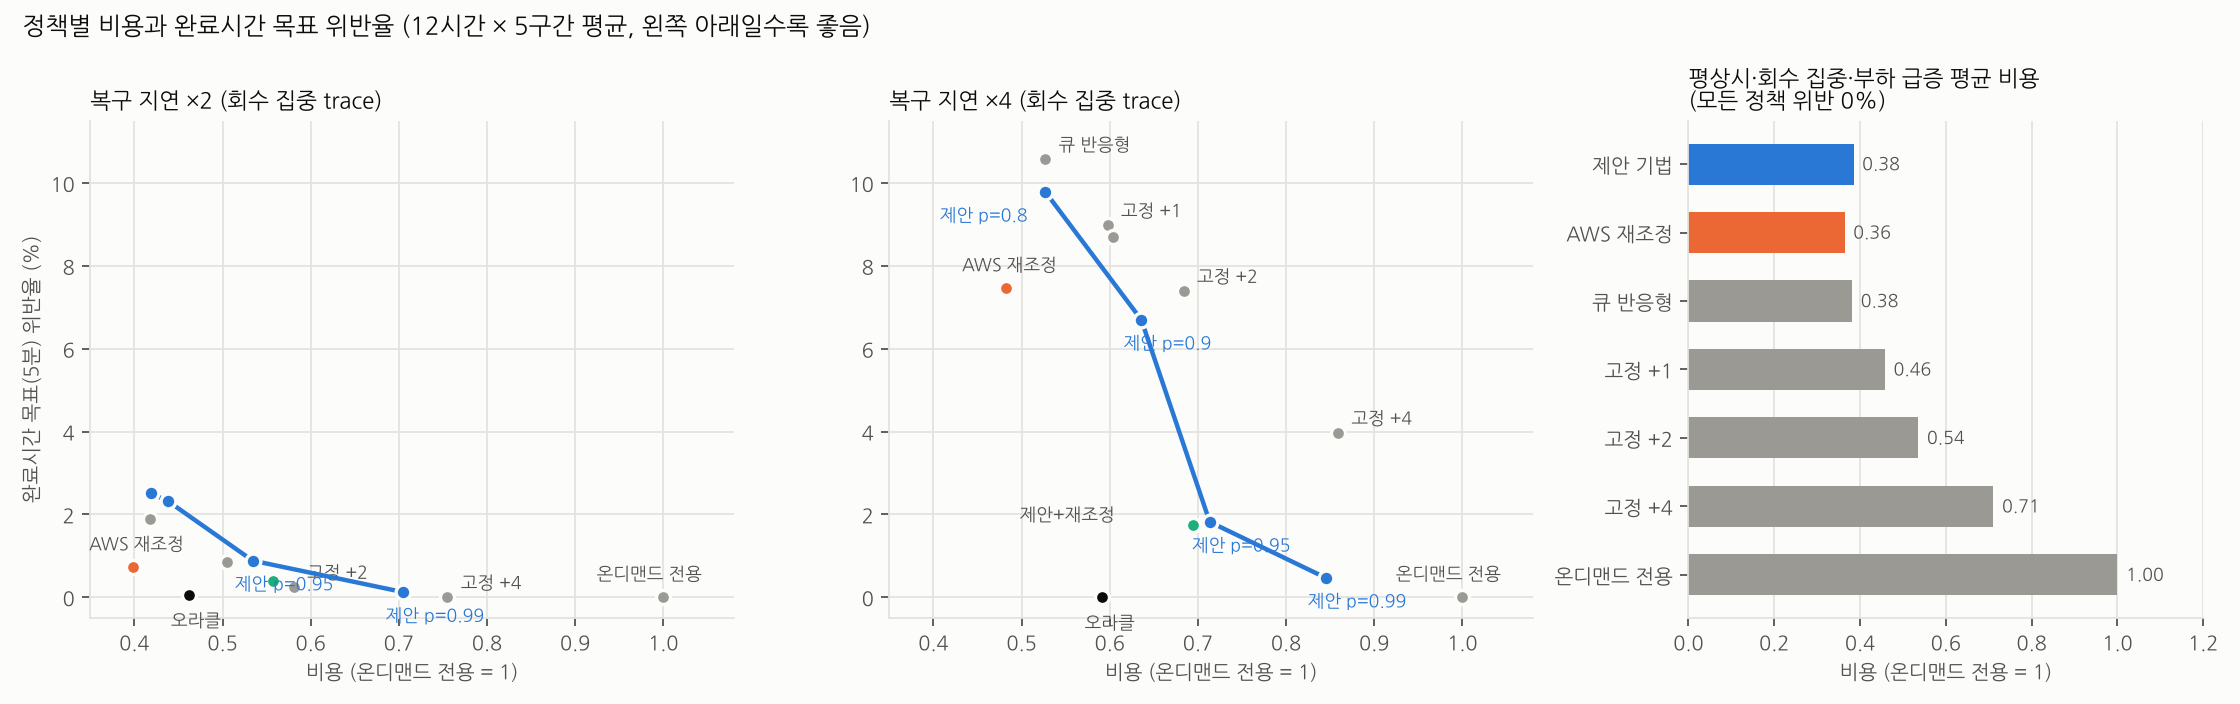 정책별 비용과 완료시간 목표 위반율 (12시간 × 5구간 평균, 왼쪽 아래일수록 좋음)
복구 지연 ×2 (회수 집중 trace)
완료시간 목표(5분) 위반율 (%)
10
8
6
4
2
0
AWS 재조정
오라클
제안 p=0.95
고정 +2
제안 p=0.99
고정 +4
온디맨드 전용
0.4
0.5
0.6
0.7
0.8
0.9
1.0
비용 (온디맨드 전용 = 1)
복구 지연 ×4 (회수 집중 trace)
10
8
6
4
2
0
큐 반응형
제안 p=0.8
고정 +1
AWS 재조정
고정 +2
제안 p=0.9
고정 +4
제안+재조정
제안 p=0.95
온디맨드 전용
제안 p=0.99
오라클
0.4
0.5
0.6
0.7
0.8
0.9
1.0
비용 (온디맨드 전용 = 1)
평상시·회수 집중·부하 급증 평균 비용
(모든 정책 위반 0%)
제안 기법 0.38
AWS 재조정 0.36
큐 반응형 0.38
고정 +1 0.46
고정 +2 0.54
고정 +4 0.71
온디맨드 전용 1.00
0.0
0.2
0.4
0.6
0.8
1.0
1.2
비용 (온디맨드 전용 = 1)